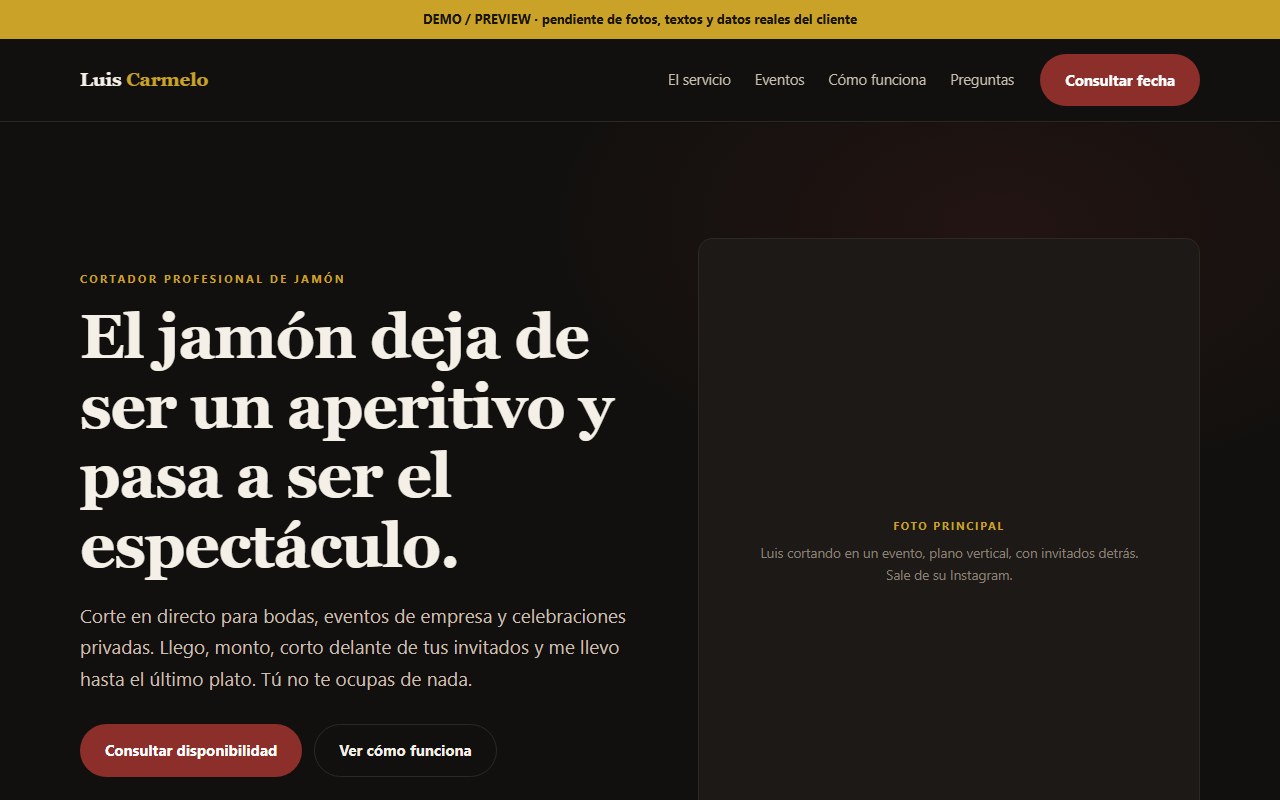 DEMO / PREVIEW · pendiente de fotos, textos y datos reales del cliente
Luis Carmelo
El servicio
Eventos
Cómo funciona
Preguntas
Consultar fecha
CORTADOR PROFESIONAL DE JAMÓN
El jamón deja de
ser un aperitivo y
pasa a ser el
espectáculo.
Corte en directo para bodas, eventos de empresa y celebraciones
privadas. Llego, monto, corto delante de tus invitados y me llevo
hasta el último plato. Tú no te ocupas de nada.
Consultar disponibilidad
Ver cómo funciona
FOTO PRINCIPAL
Luis cortando en un evento, plano vertical, con invitados detrás.
Sale de su Instagram.